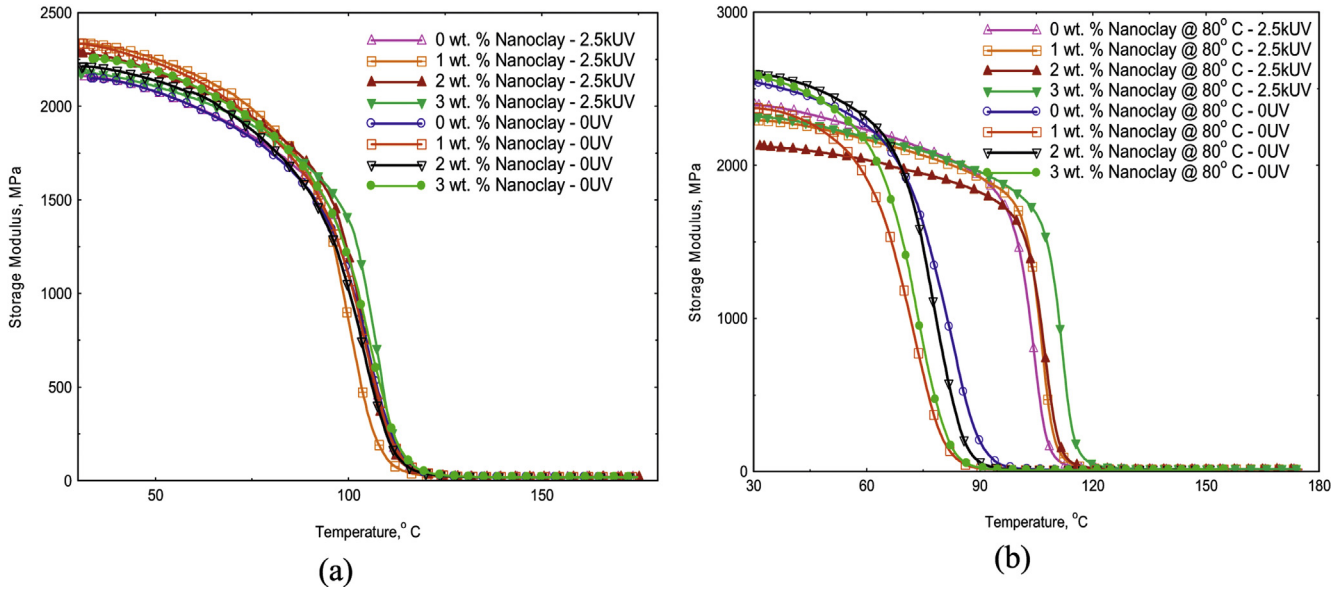 2500
2000
1500
1000
500
0
Storage Modulus, MPa
50
100
150
Temperature, ° C
0 wt. % Nanoclay - 2.5kUV
1 wt. % Nanoclay - 2.5kUV
2 wt. % Nanoclay - 2.5kUV
3 wt. % Nanoclay - 2.5kUV
0 wt. % Nanoclay - 0UV
1 wt. % Nanoclay - 0UV
2 wt. % Nanoclay - 0UV
3 wt. % Nanoclay - 0UV
(a)
3000
2000
1000
0
Storage Modulus, MPa
30
60
90
120
150
180
Temperature, °C
0 wt. % Nanoclay @ 80° C - 2.5kUV
1 wt. % Nanoclay @ 80° C - 2.5kUV
2 wt. % Nanoclay @ 80° C - 2.5kUV
3 wt. % Nanoclay @ 80° C - 2.5kUV
0 wt. % Nanoclay @ 80° C - 0UV
1 wt. % Nanoclay @ 80° C - 0UV
2 wt. % Nanoclay @ 80° C - 0UV
3 wt. % Nanoclay @ 80° C - 0UV
(b)